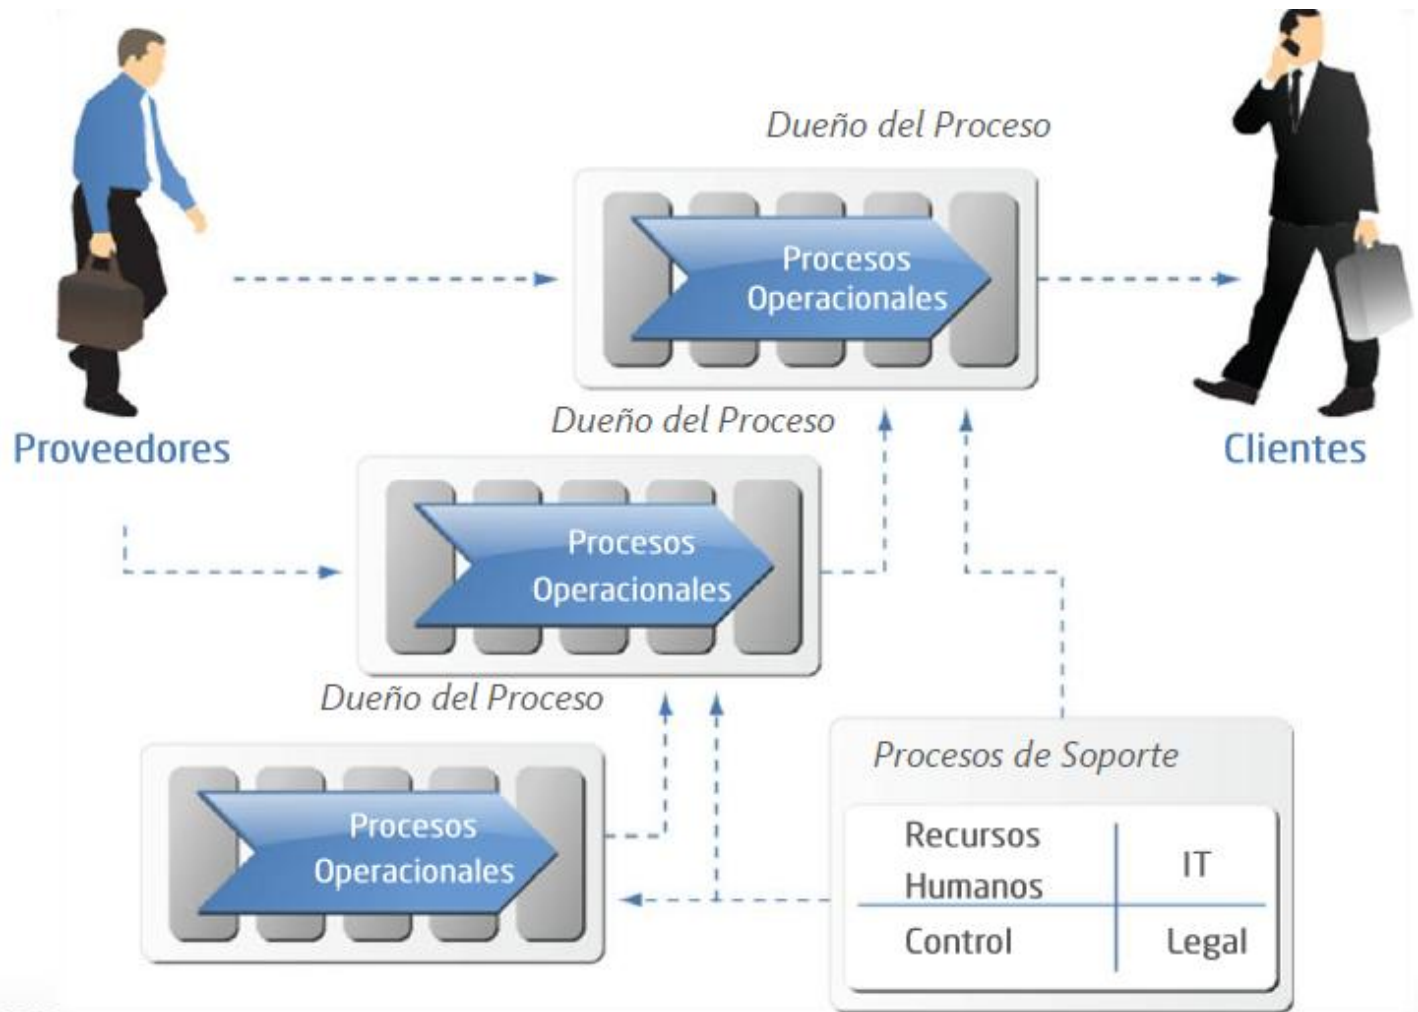 Dueño del Proceso
Procesos
Operacionales
Proveedores
Clientes
Dueño del Proceso
Procesos
Operacionales
Dueño del Proceso
Procesos
Operacionales
Procesos de Soporte
Recursos
Humanos
IT
Control
Legal